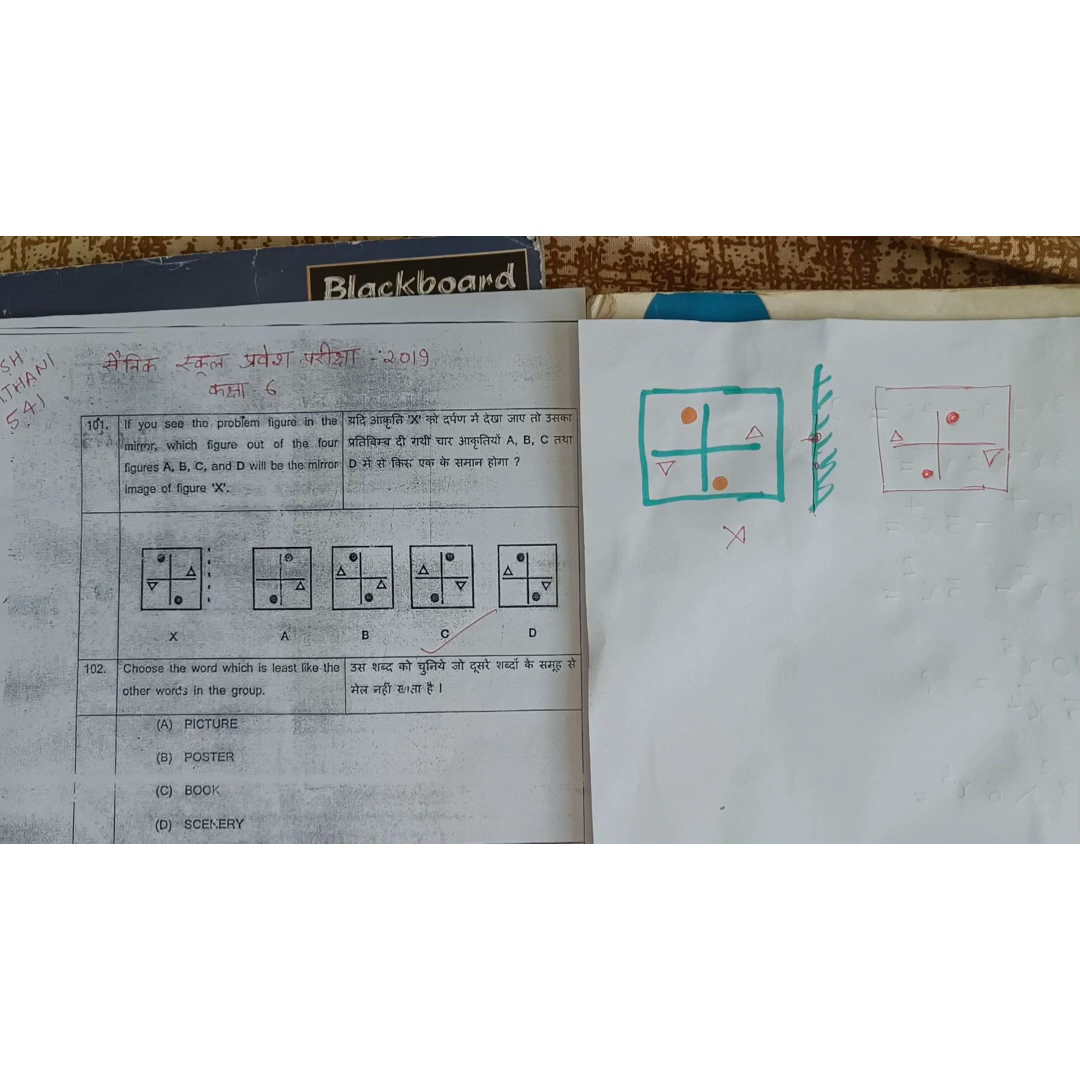 Blackboard
सैनिक स्कूल प्रवेश परीक्षा - 2019
कक्षा 6
SH
THANI
541
101. If you see the problem figure in the
mirror, which figure out of the four
figures A, B, C, and D will be the mirror
image of figure 'X'.
यदि आकृति 'X' को दर्पण में देखा जाए तो उसका
प्रतिबिम्ब दी गयीं चार आकृतियों A, B, C तथा
D में से किस एक के समान होगा ?
X A B C D
X
102. Choose the word which is least like the
other words in the group.
उस शब्द को चुनिये जो दूसरे शब्दों के समूह से
मेल नहीं खाता है ।
(A) PICTURE
(B) POSTER
(C) BOOK
(D) SCENERY